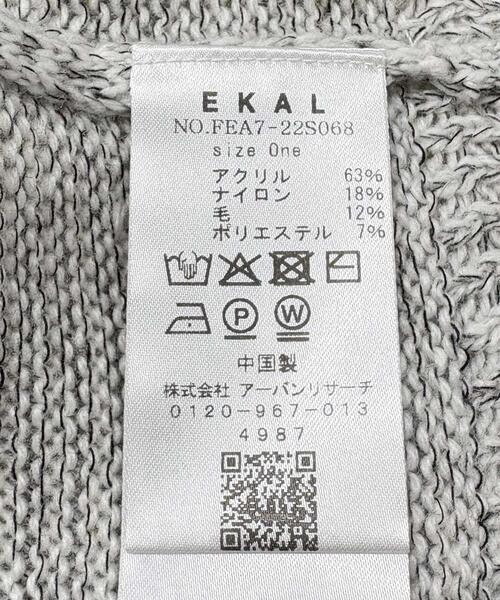 EKAL
NO.FEA7-22S068
size One
アクリル 63%
ナイロン 18%
毛 12%
ポリエステル 7%
P W
中国製
株式会社 アーバンリサーチ
0120-967-013
4987